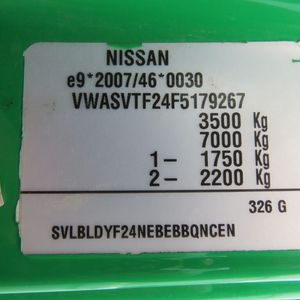 NISSAN
e9*2007/46*0030
VWASVTF24F5179267
3500 Kg
7000 Kg
1- 1750 Kg
2- 2200 Kg
326 G
SVLBLDYF24NEBEBBQNCEN